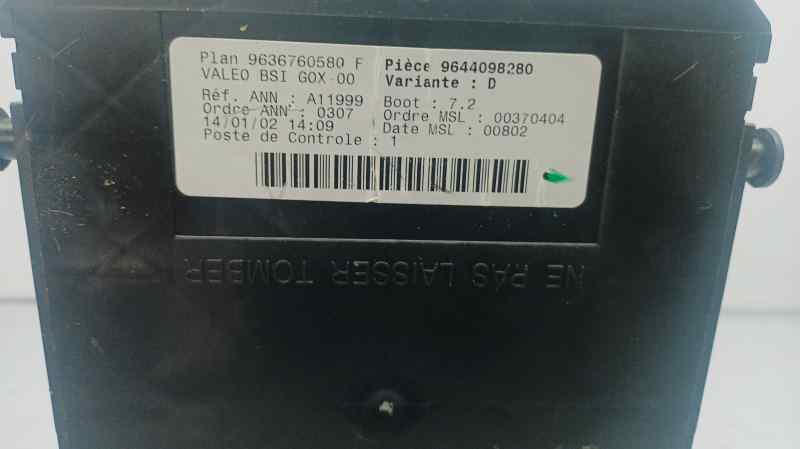 Plan 9636760580 F
VALEO BSI G0X-00
Réf. ANN : A11999
Ordre ANN : 0307
14/01/02 14:09
Poste de Controle : 1
Pièce 9644098280
Variante : D
Boot : 7.2
Ordre MSL : 00370404
Date MSL : 00802
NE PAS LAISSER TOMBER